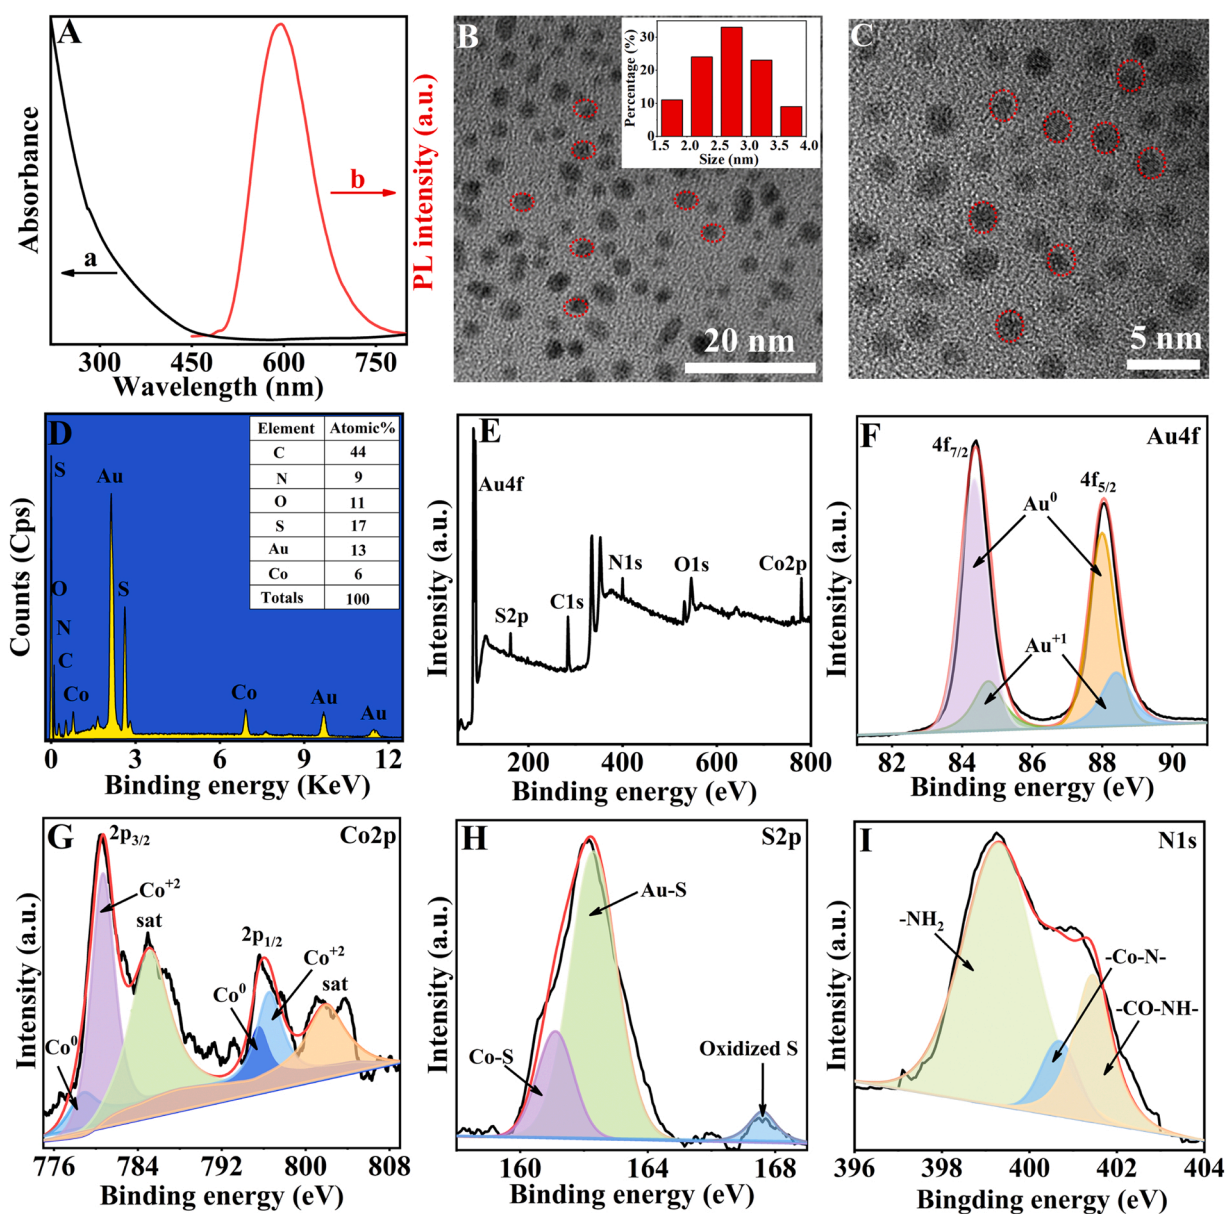 A
Absorbance
PL intensity (a.u.)
a
b
300 450 600 750
Wavelength (nm)
B
Percentage (%)
30
20
10
0
1.5 2.0 2.5 3.0 3.5 4.0
Size (nm)
20 nm
C
5 nm
D
Counts (Cps)
S
O
N
C
Co
Au
S
Co
Au
Au
Element Atomic%
C 44
N 9
O 11
S 17
Au 13
Co 6
Totals 100
0 3 6 9 12
Binding energy (KeV)
E
Intensity (a.u.)
Au4f
S2p
C1s
N1s
O1s
Co2p
200 400 600 800
Binding energy (eV)
F
Au4f
Intensity (a.u.)
4f7/2
4f5/2
Au0
Au+1
82 84 86 88 90
Binding energy (eV)
G
Co2p
Intensity (a.u.)
2p3/2
Co+2
sat
2p1/2
Co+2
Co0
sat
Co0
776 784 792 800 808
Binding energy (eV)
H
S2p
Intensity (a.u.)
Au-S
Co-S
Oxidized S
160 164 168
Binding energy (eV)
I
N1s
Intensity (a.u.)
-NH2
-Co-N-
-CO-NH-
396 398 400 402 404
Bingding energy (eV)